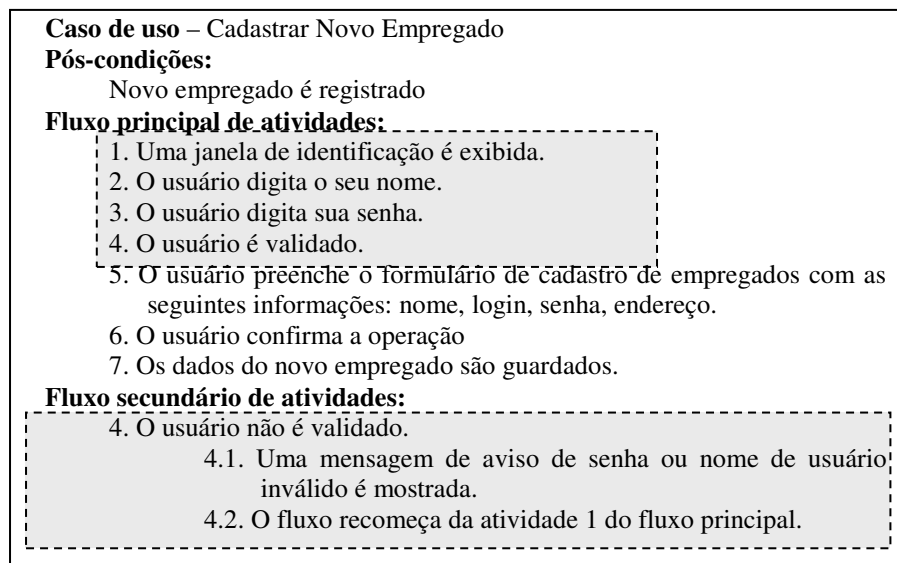 Caso de uso – Cadastrar Novo Empregado
Pós-condições:
Novo empregado é registrado
Fluxo principal de atividades:
1. Uma janela de identificação é exibida.
2. O usuário digita o seu nome.
3. O usuário digita sua senha.
4. O usuário é validado.
5. O usuário preenche o formulário de cadastro de empregados com as
seguintes informações: nome, login, senha, endereço.
6. O usuário confirma a operação
7. Os dados do novo empregado são guardados.
Fluxo secundário de atividades:
4. O usuário não é validado.
4.1. Uma mensagem de aviso de senha ou nome de usuário
inválido é mostrada.
4.2. O fluxo recomeça da atividade 1 do fluxo principal.